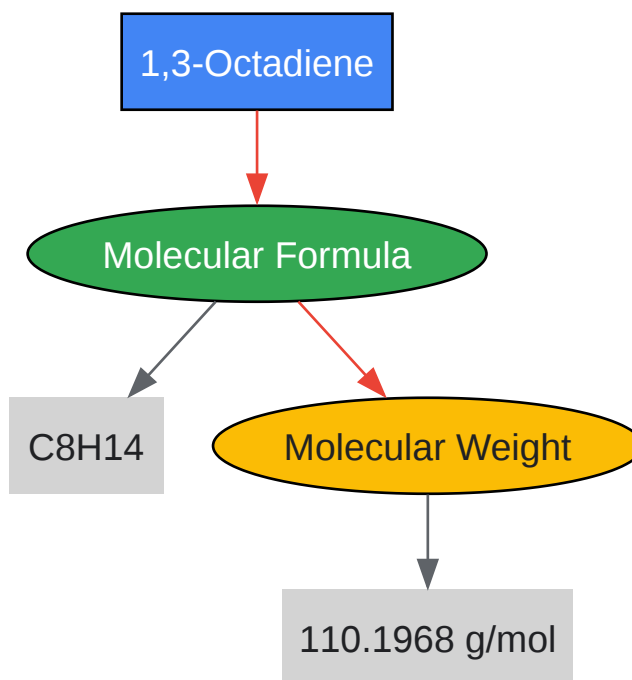 1,3-Octadiene
Molecular Formula
C8H14
Molecular Weight
110.1968 g/mol